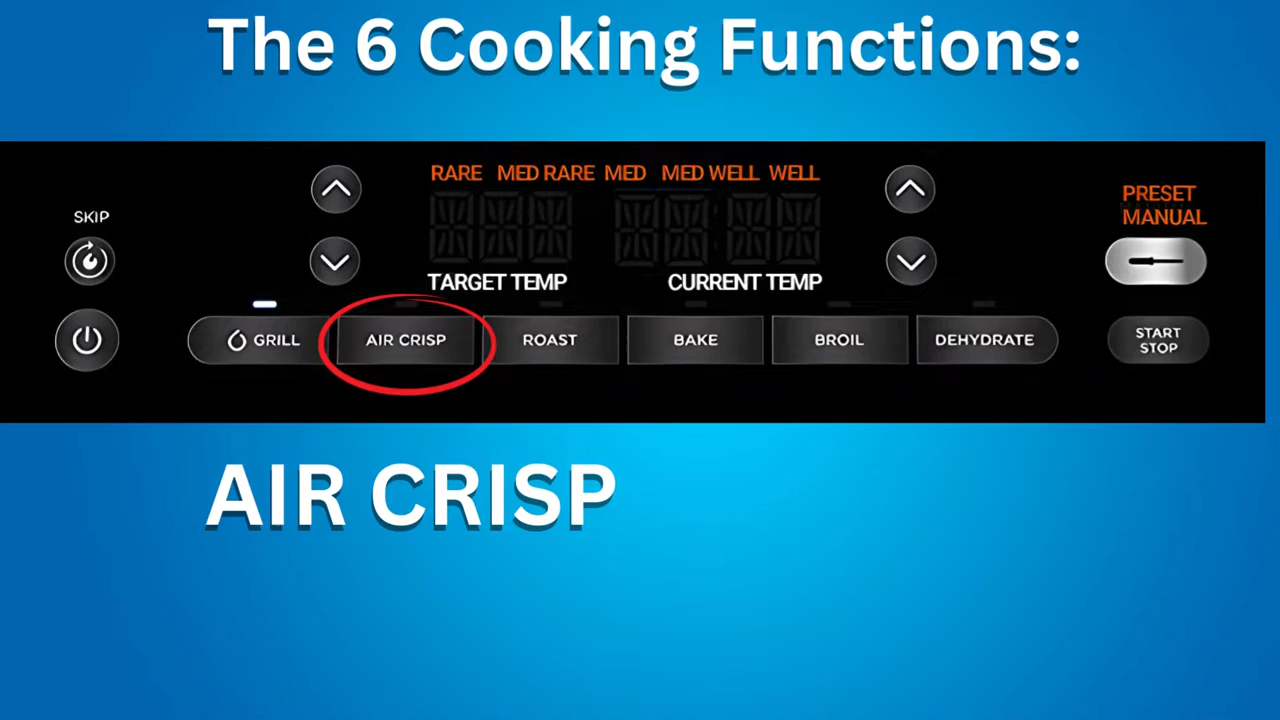 The 6 Cooking Functions:
RARE MED RARE MED MED WELL WELL
PRESET
MANUAL
SKIP
TARGET TEMP CURRENT TEMP
GRILL AIR CRISP ROAST BAKE BROIL DEHYDRATE
START
STOP
AIR CRISP